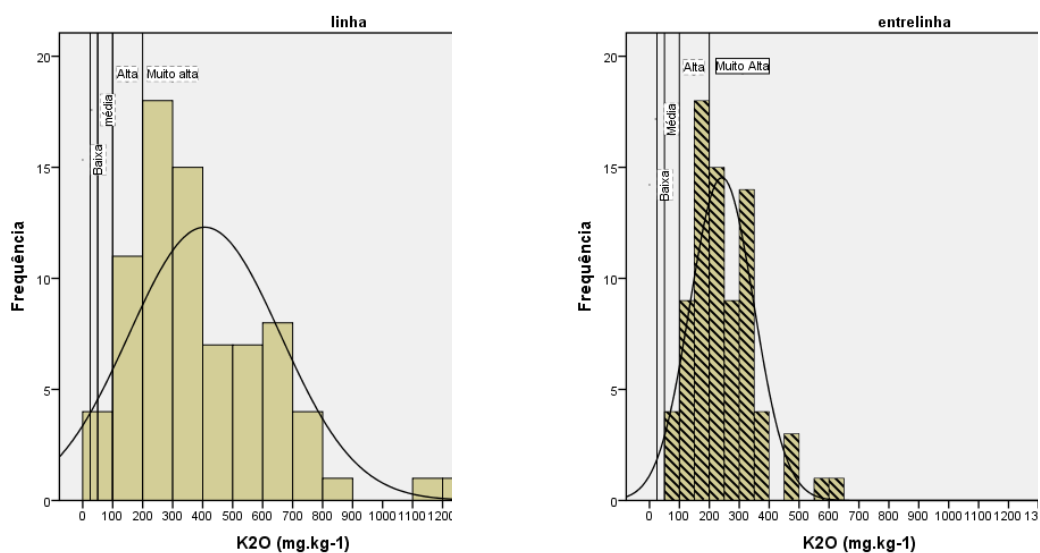 linha
20
15
10
5
0
Frequência
Baixa
média
Alta
Muito alta
0 100 200 300 400 500 600 700 800 900 1000 1100 1200
K2O (mg.kg-1)
entrelinha
20
15
10
5
0
Frequência
Baixa
Média
Alta
Muito Alta
0 100 200 300 400 500 600 700 800 900 1000 1100 1200
K2O (mg.kg-1)